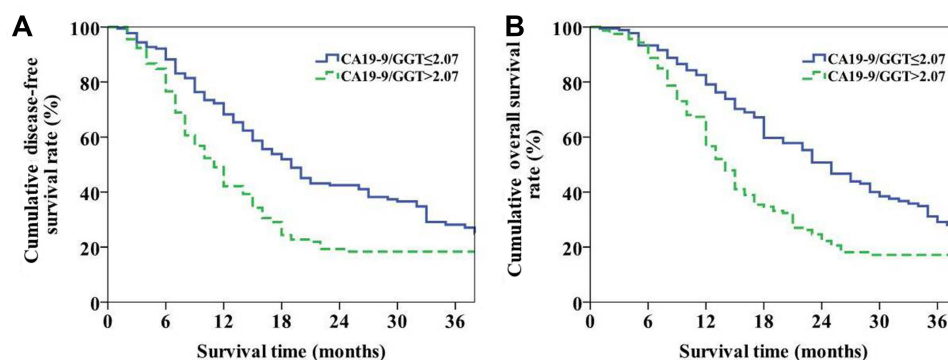 A
100
80
60
40
20
0
0 6 12 18 24 30 36
Cumulative disease-free
survival rate (%)
Survival time (months)
CA19-9/GGT≤2.07
CA19-9/GGT>2.07
B
100
80
60
40
20
0
0 6 12 18 24 30 36
Cumulative overall survival
rate (%)
Survival time (months)
CA19-9/GGT≤2.07
CA19-9/GGT>2.07